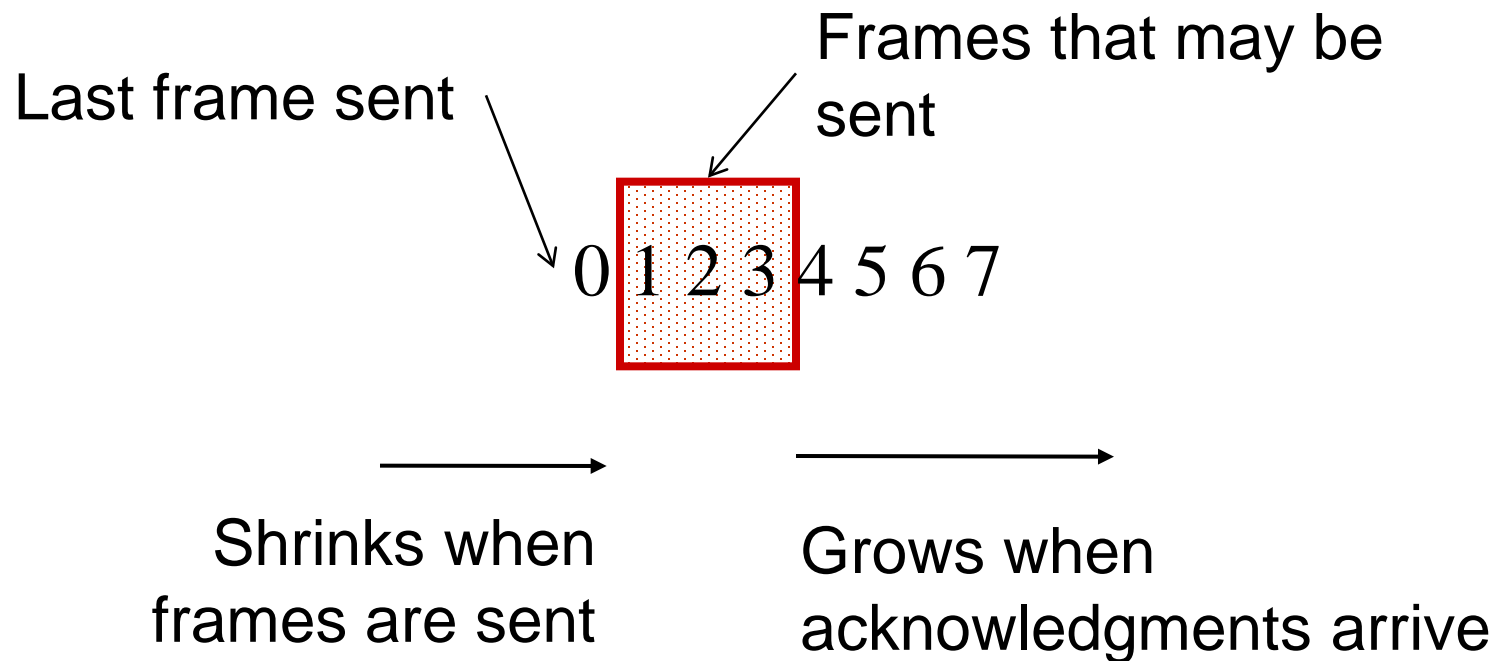 Last frame sent
Frames that may be
sent
0 1 2 3 4 5 6 7
Shrinks when
frames are sent
Grows when
acknowledgments arrive